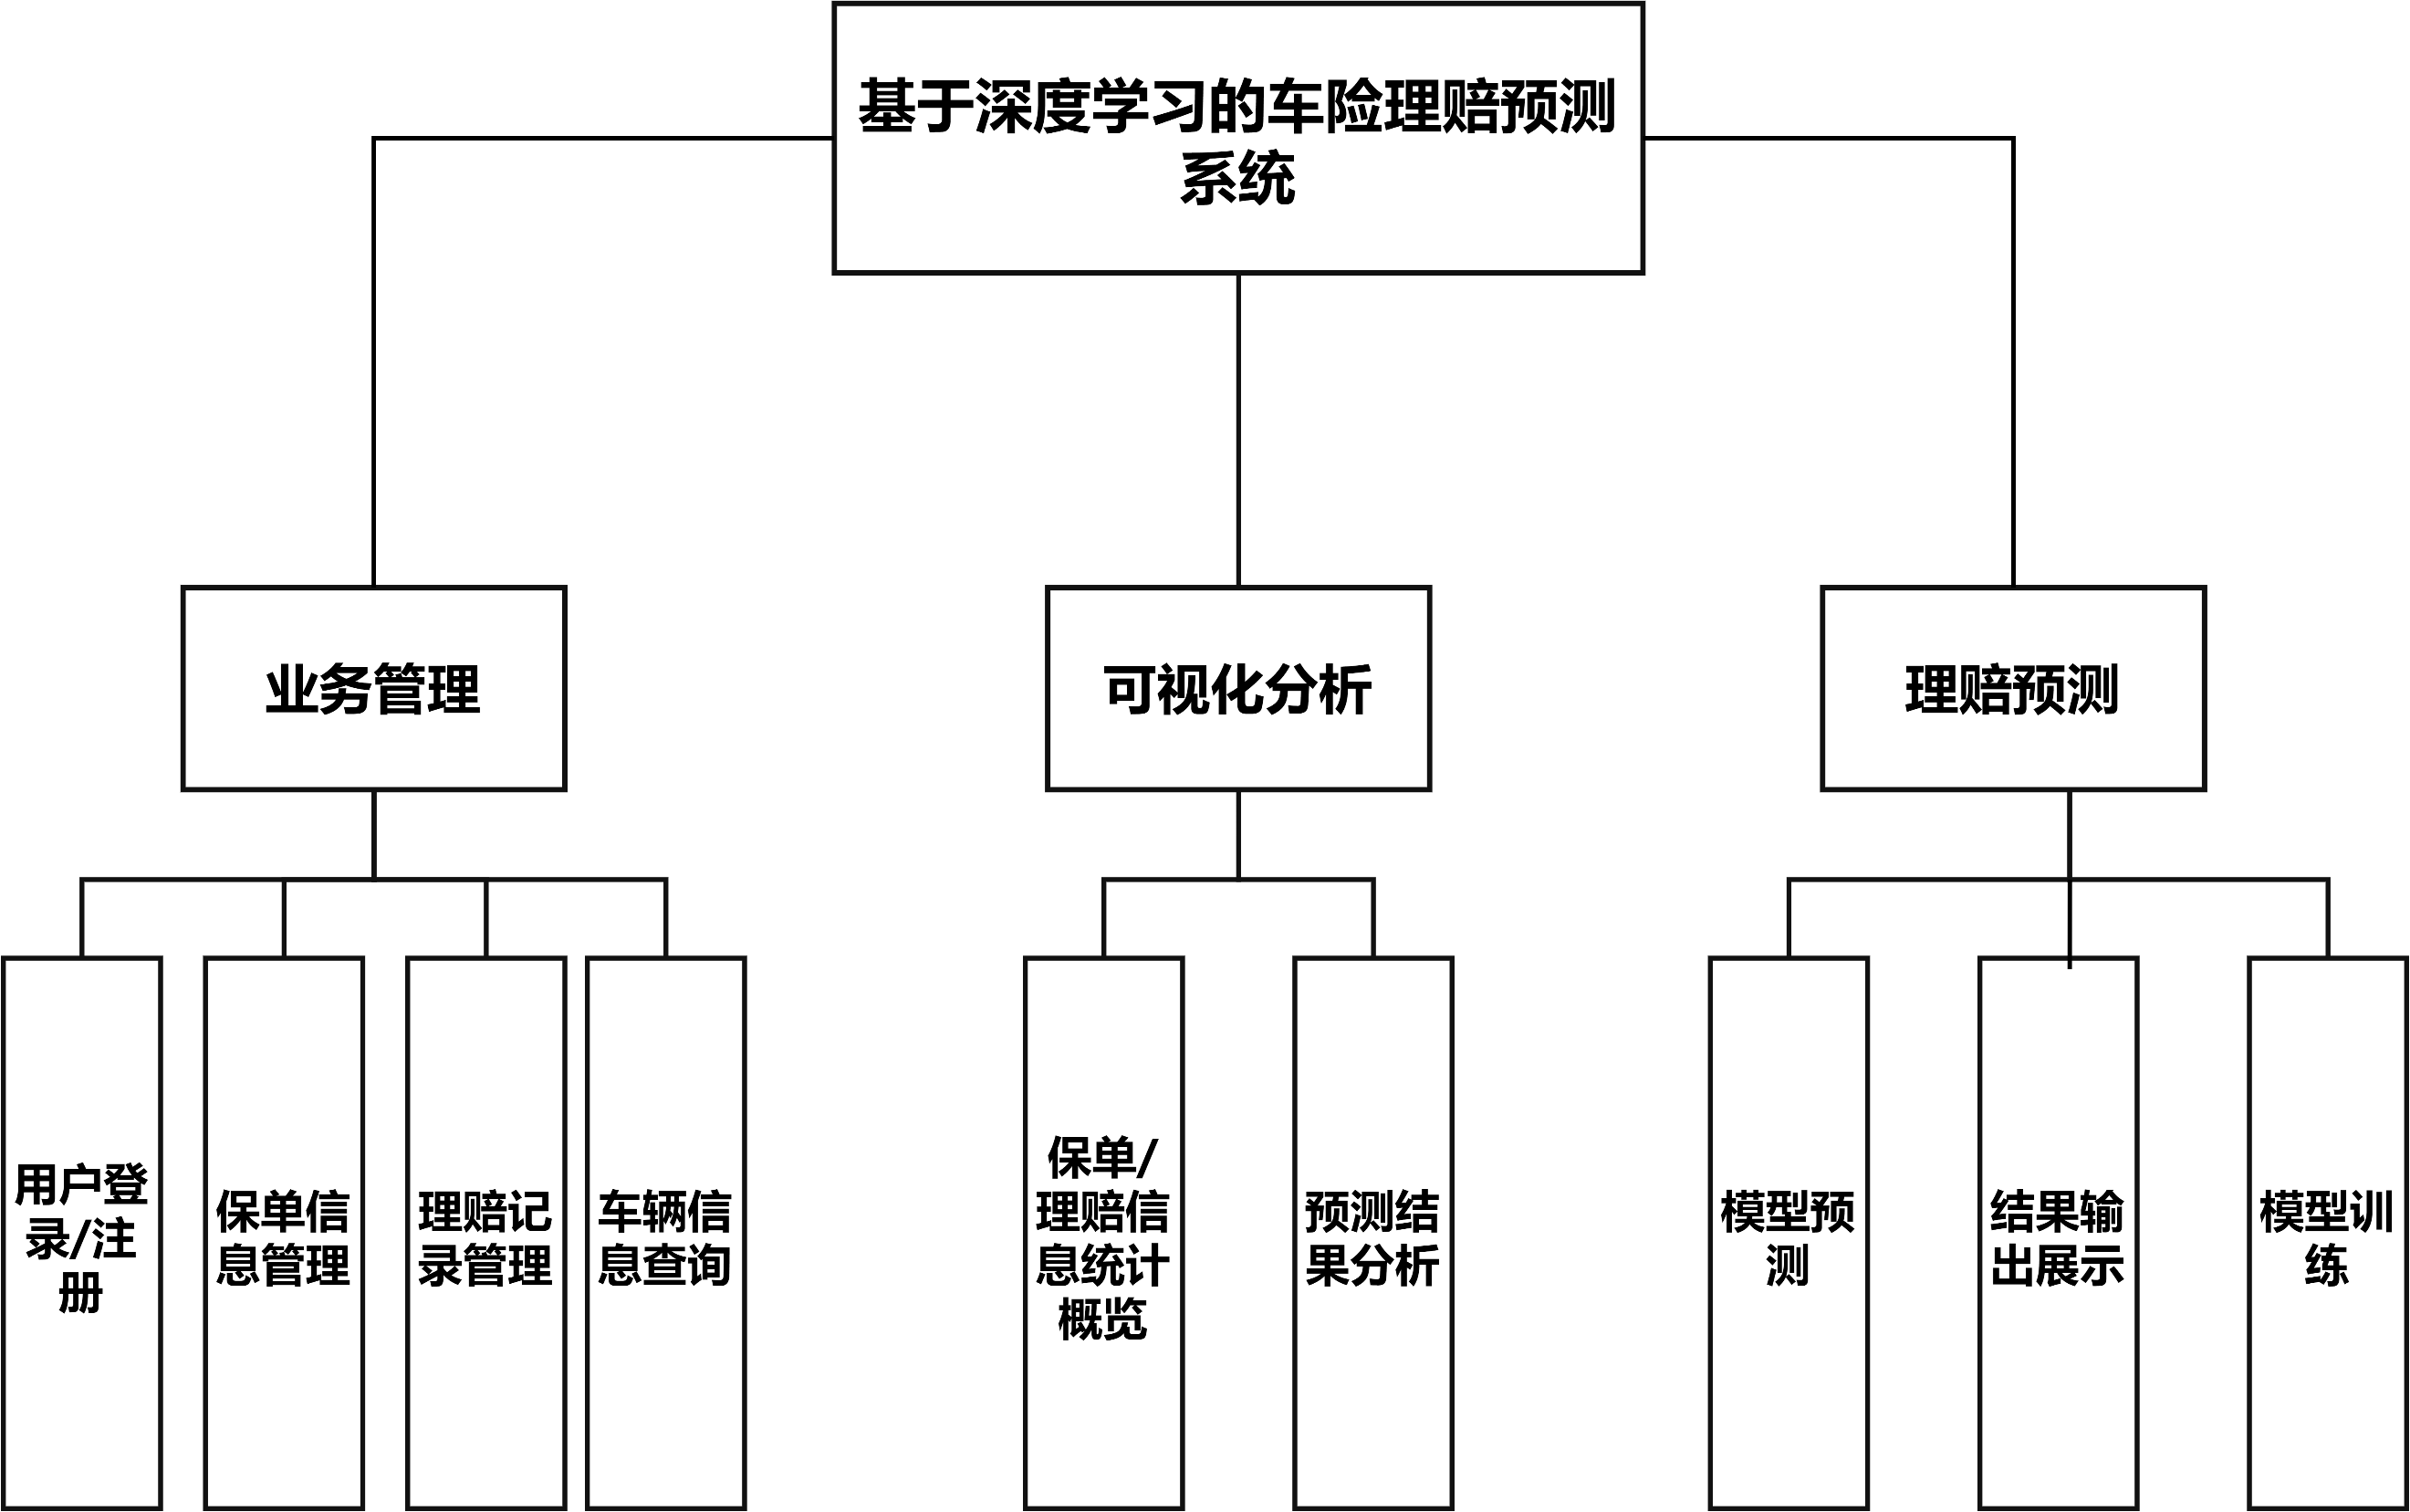 基于深度学习的车险理赔预测
系统
业务管理
可视化分析
理赔预测
用户登
录/注
册
保单信
息管理
理赔记
录管理
车辆信
息查询
保单/
理赔信
息统计
概览
预测结
果分析
模型预
测
结果输
出展示
模型训
练